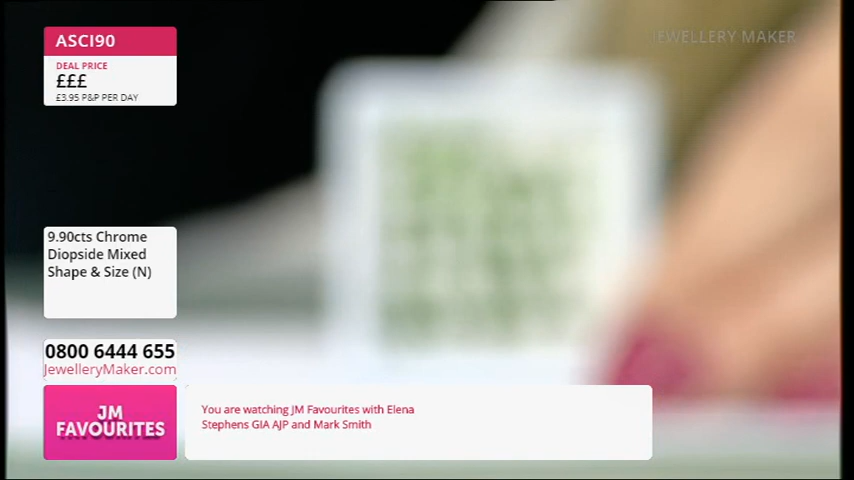 ASCI90
JEWELLERY MAKER
DEAL PRICE
£££
£3.95 P&P PER DAY
9.90cts Chrome
Diopside Mixed
Shape & Size (N)
0800 6444 655
JewelleryMaker.com
JM
FAVOURITES
You are watching JM Favourites with Elena
Stephens GIA AJP and Mark Smith